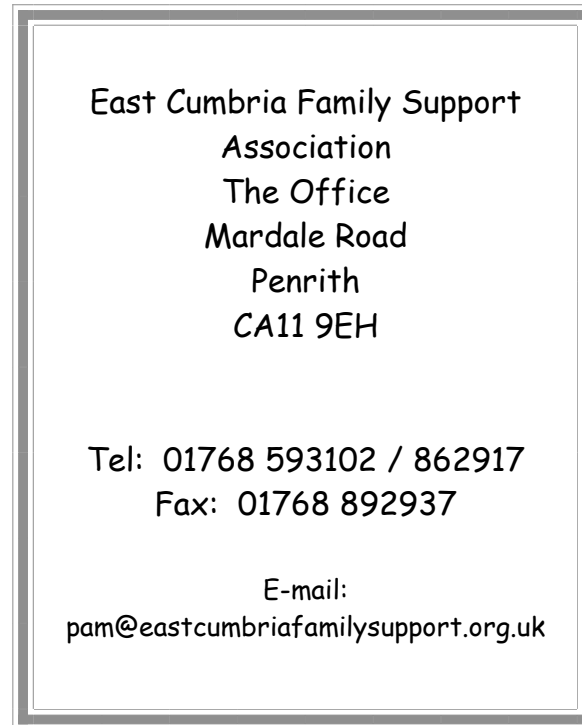 East Cumbria Family Support
Association
The Office
Mardale Road
Penrith
CA11 9EH
Tel: 01768 593102 / 862917
Fax: 01768 892937
E-mail:
pam@eastcumbriafamilysupport.org.uk